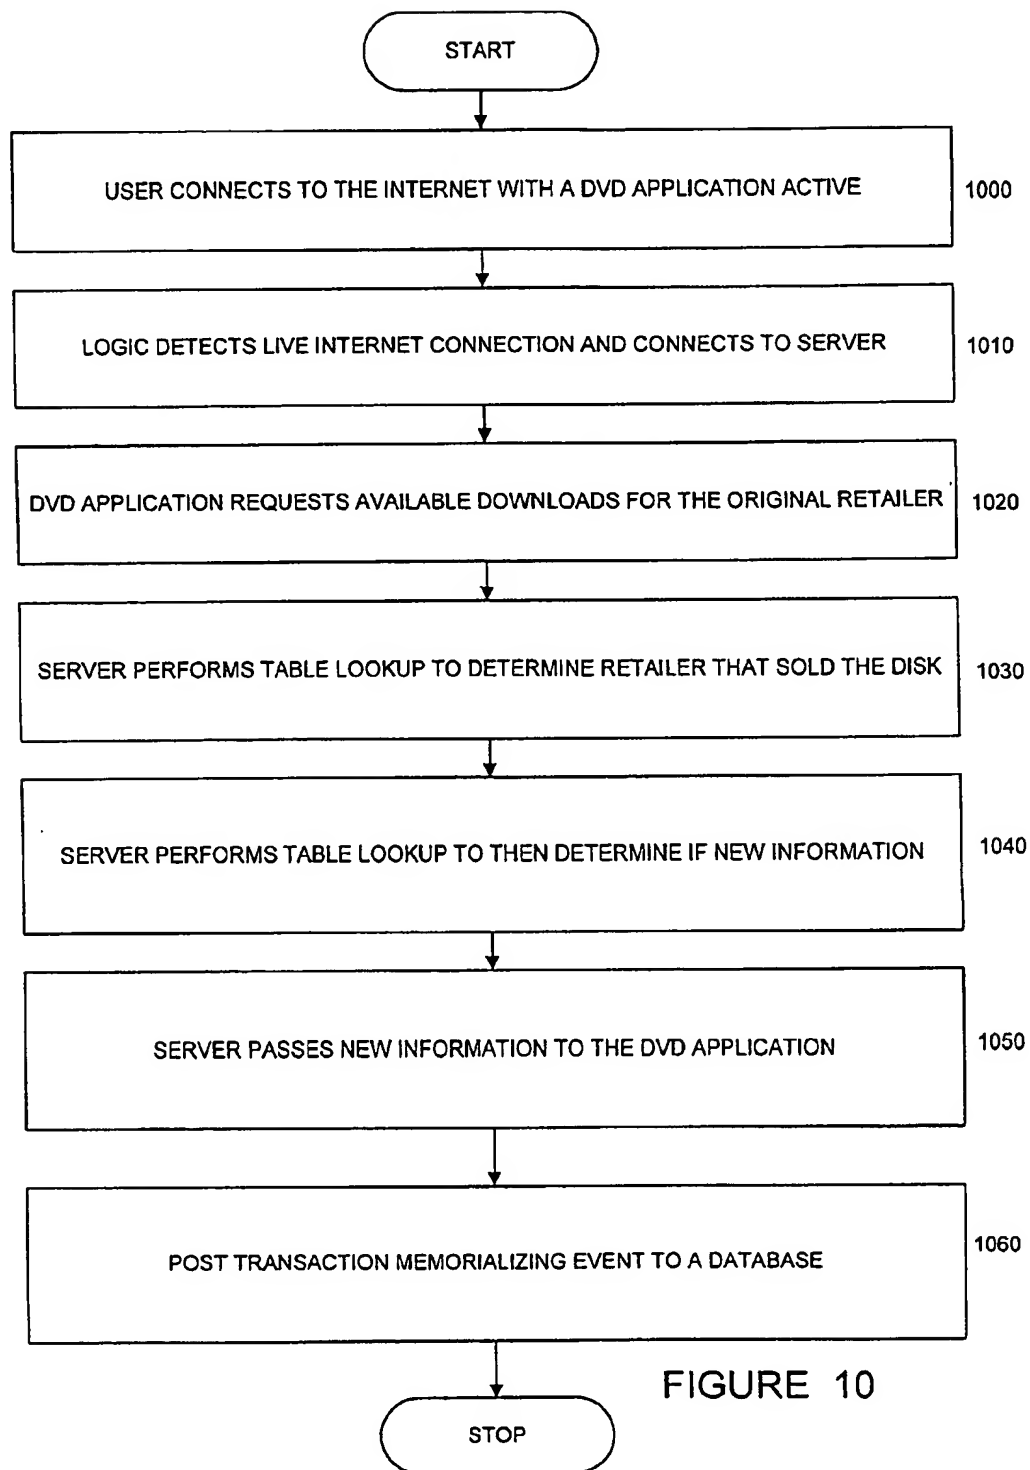 START
USER CONNECTS TO THE INTERNET WITH A DVD APPLICATION ACTIVE 1000
LOGIC DETECTS LIVE INTERNET CONNECTION AND CONNECTS TO SERVER 1010
DVD APPLICATION REQUESTS AVAILABLE DOWNLOADS FOR THE ORIGINAL RETAILER 1020
SERVER PERFORMS TABLE LOOKUP TO DETERMINE RETAILER THAT SOLD THE DISK 1030
SERVER PERFORMS TABLE LOOKUP TO THEN DETERMINE IF NEW INFORMATION 1040
SERVER PASSES NEW INFORMATION TO THE DVD APPLICATION 1050
POST TRANSACTION MEMORIALIZING EVENT TO A DATABASE 1060
FIGURE 10
STOP